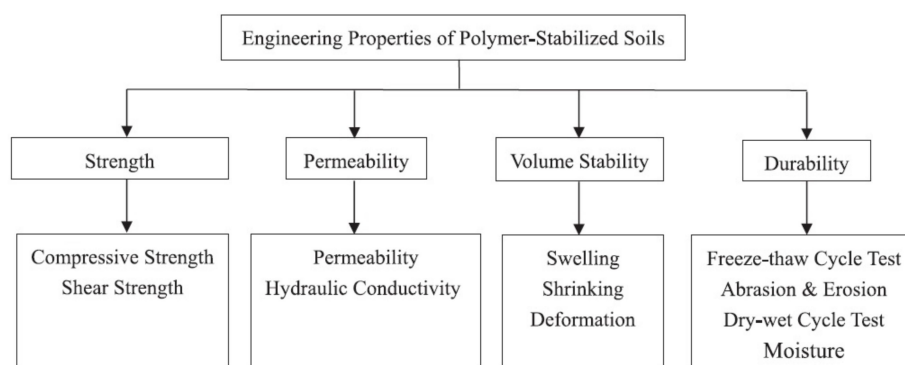 Engineering Properties of Polymer-Stabilized Soils
Strength
Permeability
Volume Stability
Durability
Compressive Strength
Shear Strength
Permeability
Hydraulic Conductivity
Swelling
Shrinking
Deformation
Freeze-thaw Cycle Test
Abrasion & Erosion
Dry-wet Cycle Test
Moisture